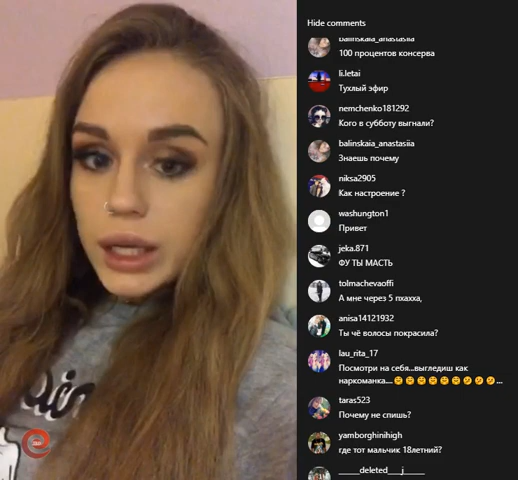 Hide comments
balinskaia_anastasiia
100 процентов консерва
li.letai
Тухлый эфир
nemchenko181292
Кого в субботу выгнали?
balinskaia_anastasiia
Знаешь почему
niksa2905
Как настроение ?
washungton1
Привет
jeka.871
ФУ ТЫ МАСТЬ
tolmachevaoffi
А мне через 5 пхахха,
anisa14121932
Ты чё волосы покрасила?
lau_rita_17
Посмотри на себя...выгледиш как
наркоманка....
taras523
Почему не спишь?
yamborghinihigh
где тот мальчик 18летний?
_____deleted___j______